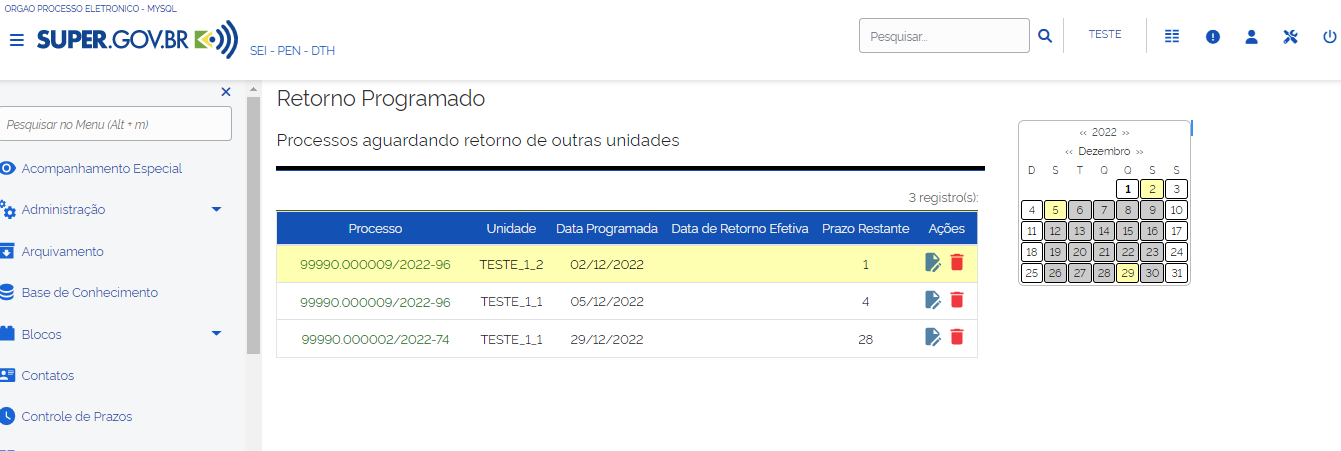 ORGAO PROCESSO ELETRONICO - MYSQL
SUPER.GOV.BR
SEI - PEN - DTH
Pesquisar...
TESTE
Pesquisar no Menu (Alt + m)
Acompanhamento Especial
Administração
Arquivamento
Base de Conhecimento
Blocos
Contatos
Controle de Prazos
Retorno Programado
Processos aguardando retorno de outras unidades
3 registro(s):
Processo Unidade Data Programada Data de Retorno Efetiva Prazo Restante Ações
99990.000009/2022-96 TESTE_1_2 02/12/2022 1
99990.000009/2022-96 TESTE_1_1 05/12/2022 4
99990.000002/2022-74 TESTE_1_1 29/12/2022 28
‹‹ 2022 ››
‹‹ Dezembro ››
D S T Q Q S S
1 2 3
4 5 6 7 8 9 10
11 12 13 14 15 16 17
18 19 20 21 22 23 24
25 26 27 28 29 30 31